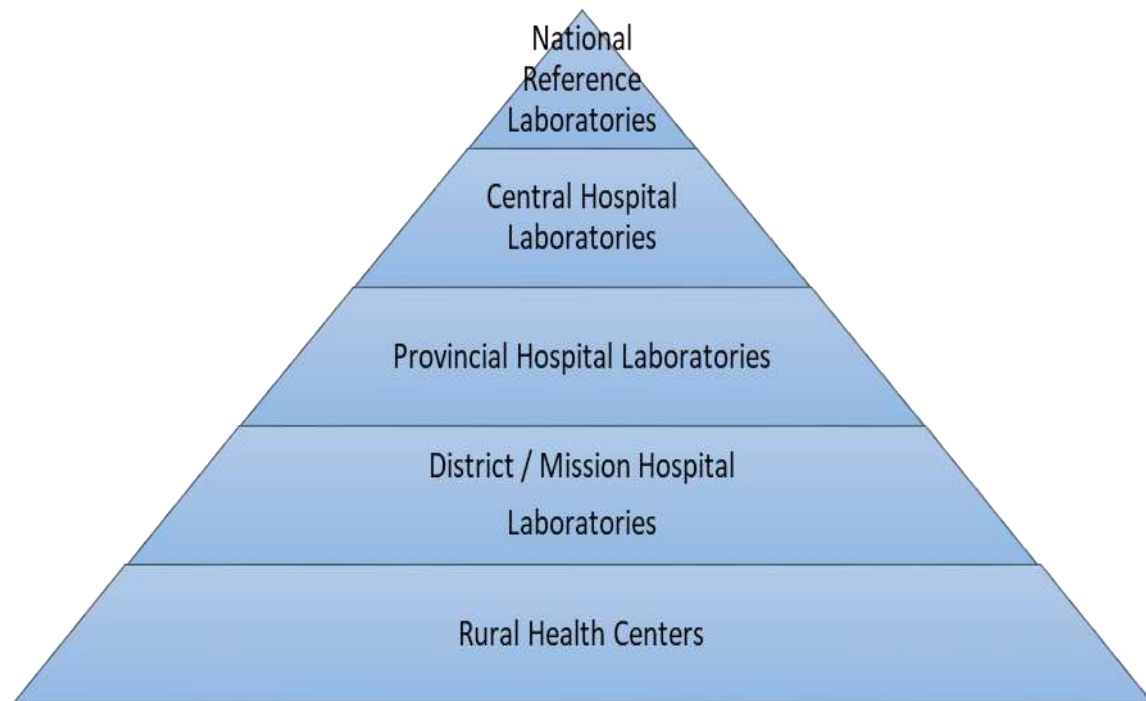 National
Reference
Laboratories
Central Hospital
Laboratories
Provincial Hospital Laboratories
District / Mission Hospital
Laboratories
Rural Health Centers